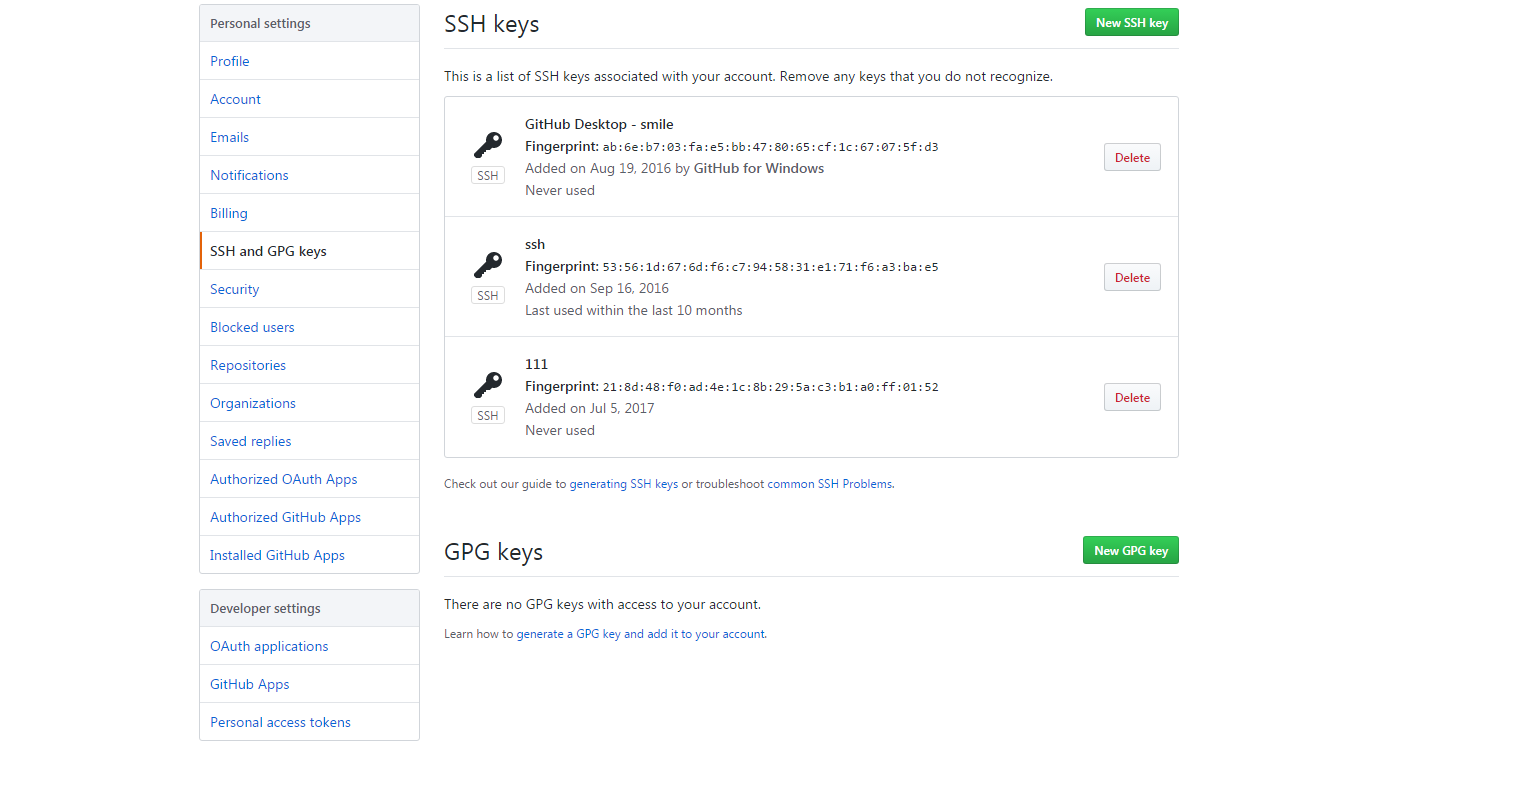 Personal settings
Profile
Account
Emails
Notifications
Billing
SSH and GPG keys
Security
Blocked users
Repositories
Organizations
Saved replies
Authorized OAuth Apps
Authorized GitHub Apps
Installed GitHub Apps
Developer settings
OAuth applications
GitHub Apps
Personal access tokens
SSH keys
New SSH key
This is a list of SSH keys associated with your account. Remove any keys that you do not recognize.
GitHub Desktop - smile
Fingerprint: ab:6e:b7:03:fa:e5:bb:47:80:65:cf:1c:67:07:5f:d3
Added on Aug 19, 2016 by GitHub for Windows
Never used
SSH
Delete
ssh
Fingerprint: 53:56:1d:67:6d:f6:c7:94:58:31:e1:71:f6:a3:ba:e5
Added on Sep 16, 2016
Last used within the last 10 months
SSH
Delete
111
Fingerprint: 21:8d:48:f0:ad:4e:1c:8b:29:5a:c3:b1:a0:ff:01:52
Added on Jul 5, 2017
Never used
SSH
Delete
Check out our guide to generating SSH keys or troubleshoot common SSH Problems.
GPG keys
New GPG key
There are no GPG keys with access to your account.
Learn how to generate a GPG key and add it to your account.